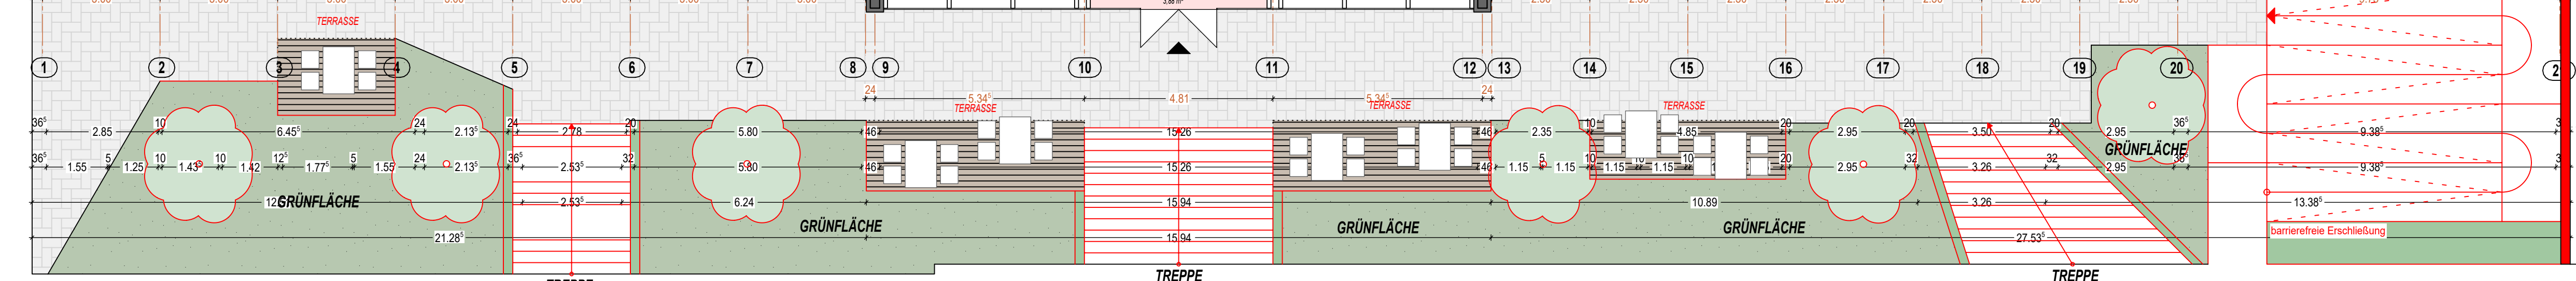 3,88 m²
TERRASSE
1 2 3 4 5 6 7 8 9 10 11 12 13 14 15 16 17 18 19 20
24 5.34⁵ 4.81 5.34⁵ 24
TERRASSE TERRASSE TERRASSE
36⁵ 2.85 10 6.45⁵ 24 2.13⁵ 24 2.78 20 5.80 46 15.26 46 2.35 10 4.85 20 2.95 20 3.50 20 2.95 36⁵ 9.38⁵
GRÜNFLÄCHE
36⁵ 1.55 5 1.25 10 1.43⁵ 10 1.42 12⁵ 1.77⁵ 5 1.55 24 2.13⁵ 36⁵ 2.53⁵ 32 5.80 46 15.26 46 1.15 5 1.15 10 1.15 10 1.15 10 20 2.95 32 3.26 32 2.95 36⁵ 9.38⁵
GRÜNFLÄCHE 2.53⁵ 6.24 15.94 10.89 3.26 13.38⁵
GRÜNFLÄCHE GRÜNFLÄCHE GRÜNFLÄCHE
barrierefreie Erschließung
21.28⁵ 15.94 27.53⁵
TREPPE TREPPE TREPPE